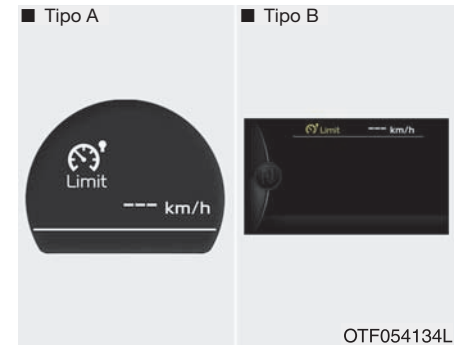 ■ Tipo A
Limit
--- km/h
■ Tipo B
Limit --- km/h
OTF054134L